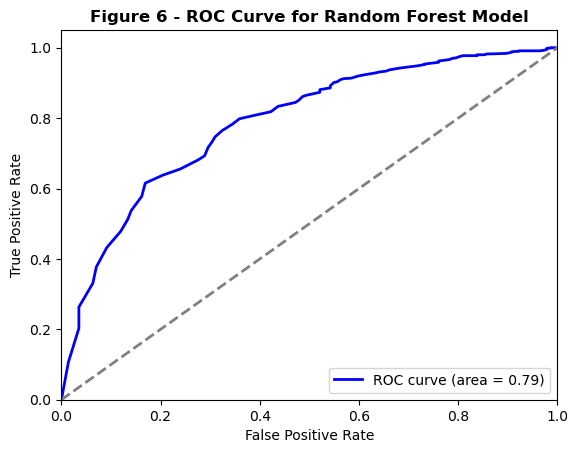 Figure 6 - ROC Curve for Random Forest Model
1.0
0.8
0.6
0.4
0.2
0.0
True Positive Rate
ROC curve (area = 0.79)
0.0 0.2 0.4 0.6 0.8 1.0
False Positive Rate